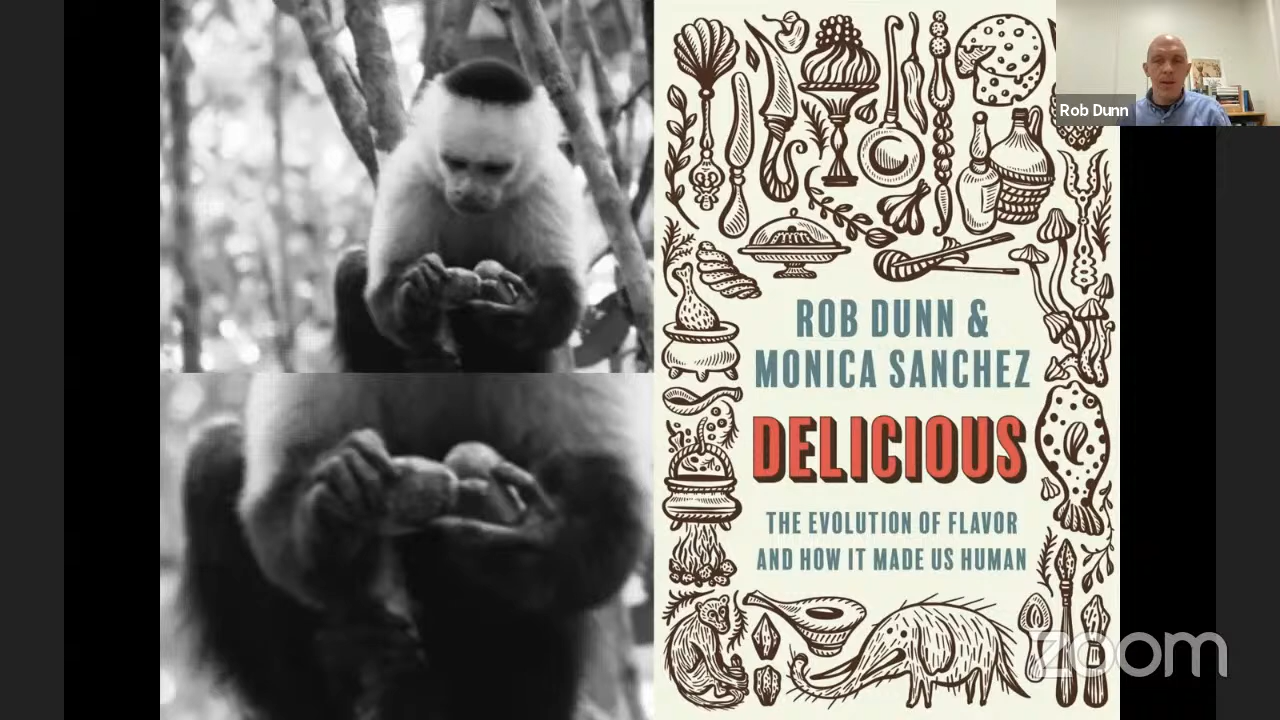 Rob Dunn
ROB DUNN &
MONICA SANCHEZ
DELICIOUS
THE EVOLUTION OF FLAVOR
AND HOW IT MADE US HUMAN
zoom